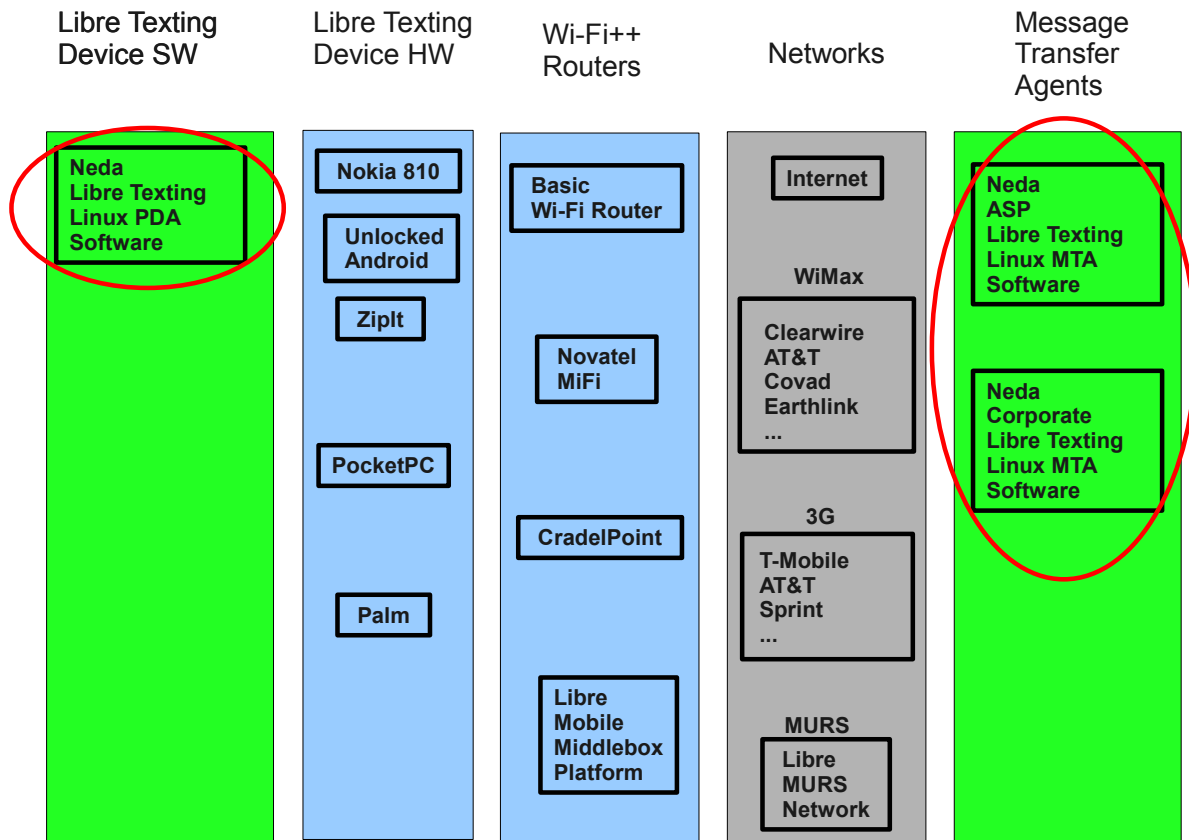 Libre Texting
Device SW
Libre Texting
Device HW
Wi-Fi++
Routers
Networks
Message
Transfer
Agents
Neda
Libre Texting
Linux PDA
Software
Nokia 810
Unlocked
Android
ZipIt
PocketPC
Palm
Basic
Wi-Fi Router
Novatel
MiFi
CradelPoint
Libre
Mobile
Middlebox
Platform
Internet
WiMax
Clearwire
AT&T
Covad
Earthlink
...
3G
T-Mobile
AT&T
Sprint
...
MURS
Libre
MURS
Network
Neda
ASP
Libre Texting
Linux MTA
Software
Neda
Corporate
Libre Texting
Linux MTA
Software